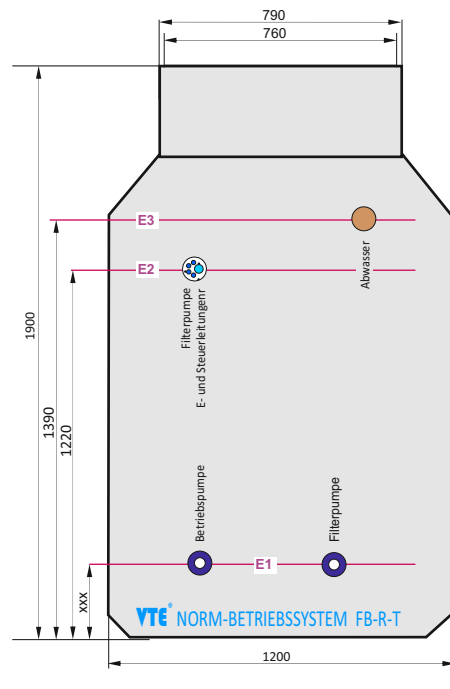 790
760
E3
E2
Abwasser
Filterpumpe
E- und Steuerleitungenr
1900
1390
1220
Betriebspumpe
Filterpumpe
E1
xxx
VTE® NORM-BETRIEBSSYSTEM FB-R-T
1200